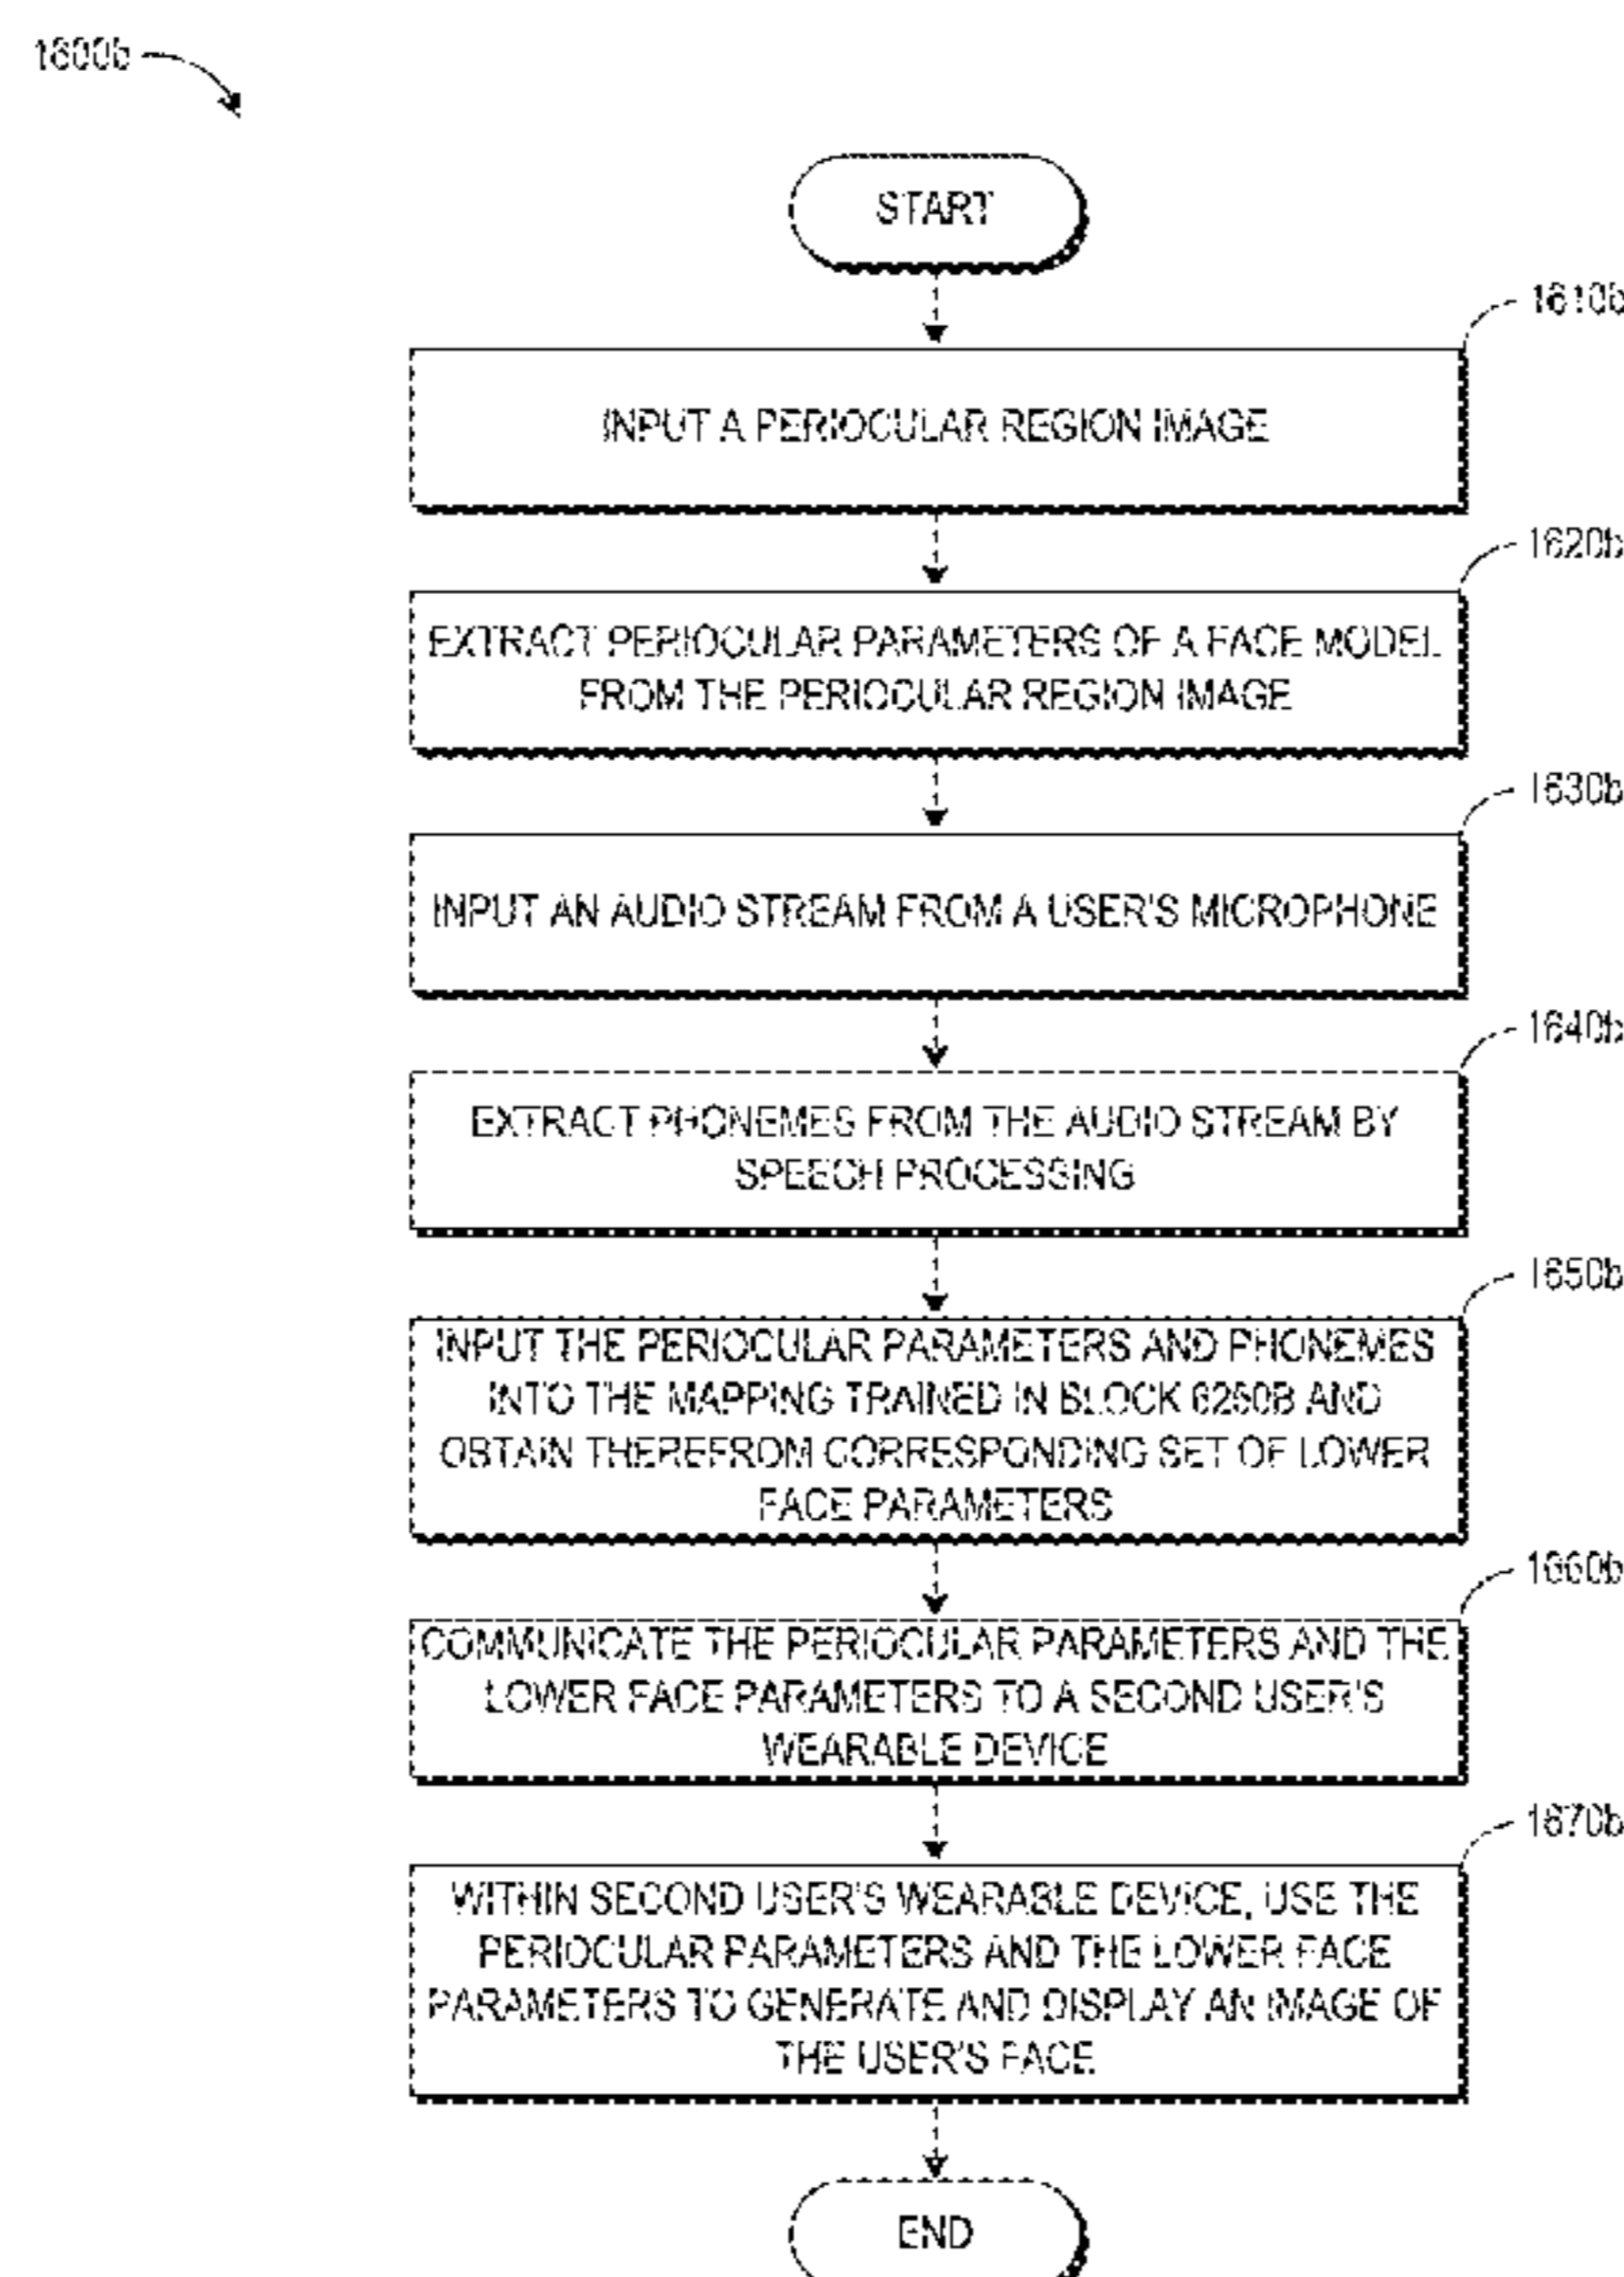 1600b
START
1610b
INPUT A PERIOCULAR REGION IMAGE
1620b
EXTRACT PERIOCULAR PARAMETERS OF A FACE MODEL
FROM THE PERIOCULAR REGION IMAGE
1630b
INPUT AN AUDIO STREAM FROM A USER'S MICROPHONE
1640b
EXTRACT PHONEMES FROM THE AUDIO STREAM BY
SPEECH PROCESSING
1650b
INPUT THE PERIOCULAR PARAMETERS AND PHONEMES
INTO THE MAPPING TRAINED IN BLOCK AND
OBTAIN THEREFROM CORRESPONDING SET OF LOWER
FACE PARAMETERS
1660b
COMMUNICATE THE PERIOCULAR PARAMETERS AND THE
LOWER FACE PARAMETERS TO A SECOND USER'S
WEARABLE DEVICE
1670b
WITHIN SECOND USER'S WEARABLE DEVICE, USE THE
PERIOCULAR PARAMETERS AND THE LOWER FACE
PARAMETERS TO GENERATE AND DISPLAY AN IMAGE OF
THE USER'S FACE
END